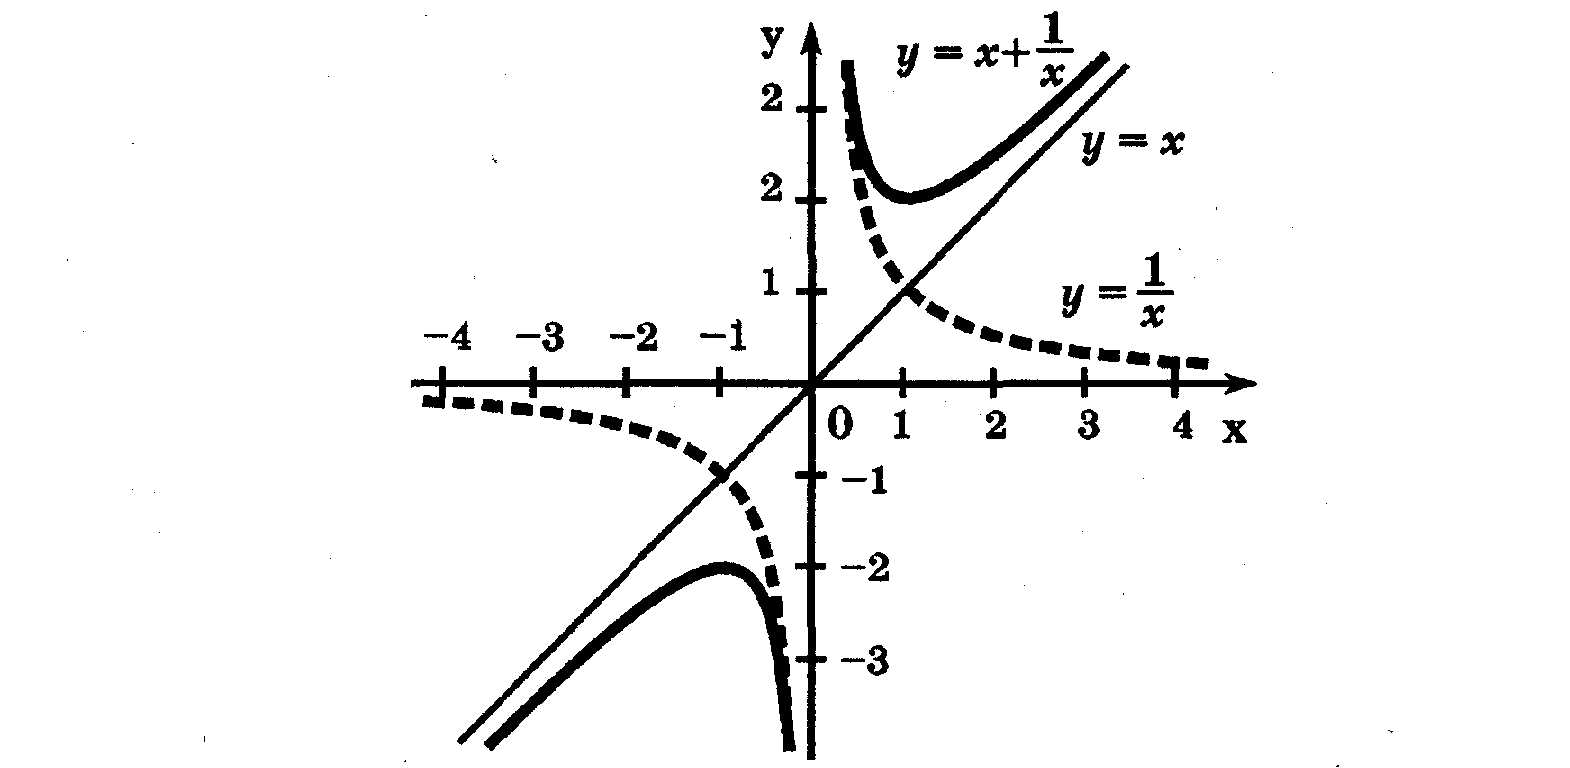 y
y = x + 1/x
2
y = x
2
1
y = 1/x
−4 −3 −2 −1
0 1 2 3 4 x
−1
−2
−3